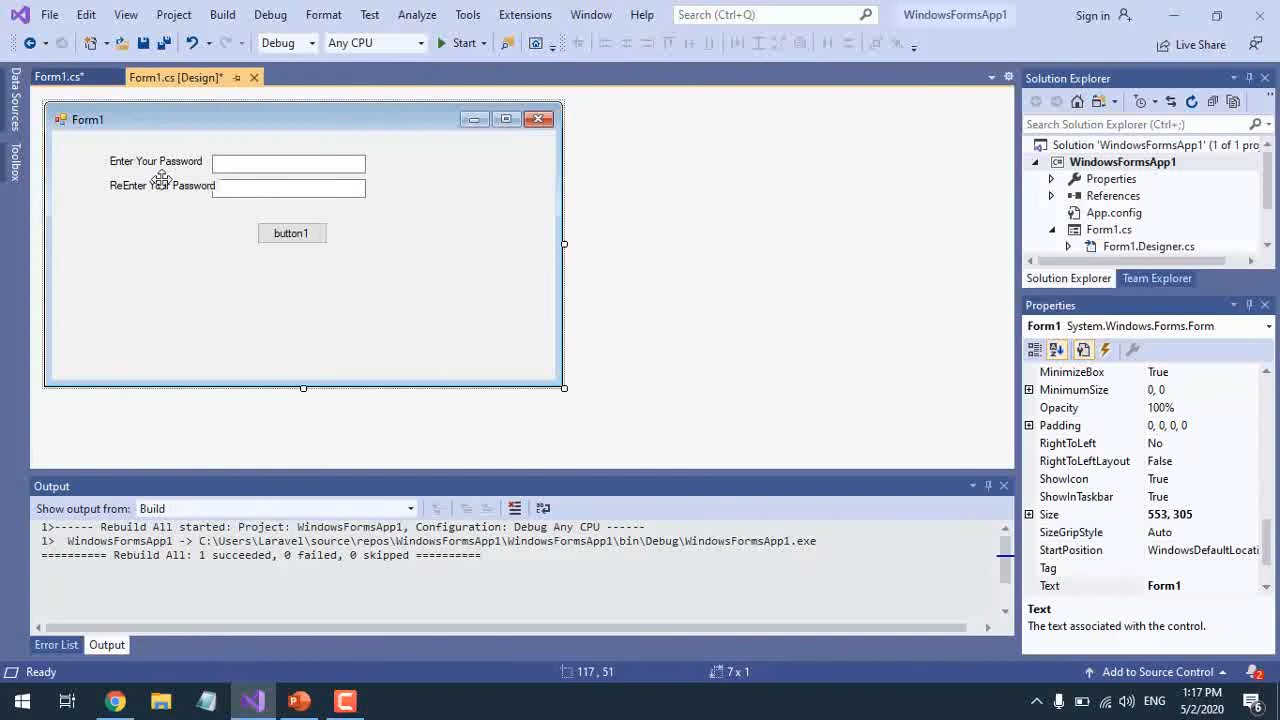 File Edit View Project Build Debug Format Test Analyze Tools Extensions Window Help Search (Ctrl+Q) WindowsFormsApp1 Sign in
Debug Any CPU Start Live Share
Form1.cs* Form1.cs [Design]*
Data Sources
Toolbox
Form1
Enter Your Password
ReEnter Your Password
button1
Solution Explorer
Search Solution Explorer (Ctrl+;)
Solution 'WindowsFormsApp1' (1 of 1 project)
WindowsFormsApp1
Properties
References
App.config
Form1.cs
Form1.Designer.cs
Solution Explorer Team Explorer
Properties
Form1 System.Windows.Forms.Form
MinimizeBox True
MinimumSize 0, 0
Opacity 100%
Padding 0, 0, 0, 0
RightToLeft No
RightToLeftLayout False
ShowIcon True
ShowInTaskbar True
Size 553, 305
SizeGripStyle Auto
StartPosition WindowsDefaultLocati
Tag
Text Form1
Text
The text associated with the control.
Output
Show output from: Build
1>------ Rebuild All started: Project: WindowsFormsApp1, Configuration: Debug Any CPU ------
1> WindowsFormsApp1 -> C:\Users\Laravel\source\repos\WindowsFormsApp1\WindowsFormsApp1\bin\Debug\WindowsFormsApp1.exe
========== Rebuild All: 1 succeeded, 0 failed, 0 skipped ==========
Error List Output
Ready 117, 51 7 x 1 Add to Source Control 2
ENG 1:17 PM
5/2/2020 6